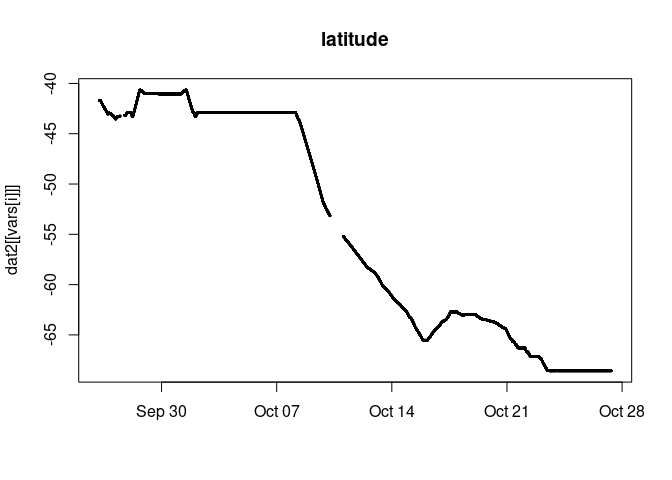 latitude
dat2[[vars[i]]]
-40
-45
-50
-55
-60
-65
Sep 30
Oct 07
Oct 14
Oct 21
Oct 28